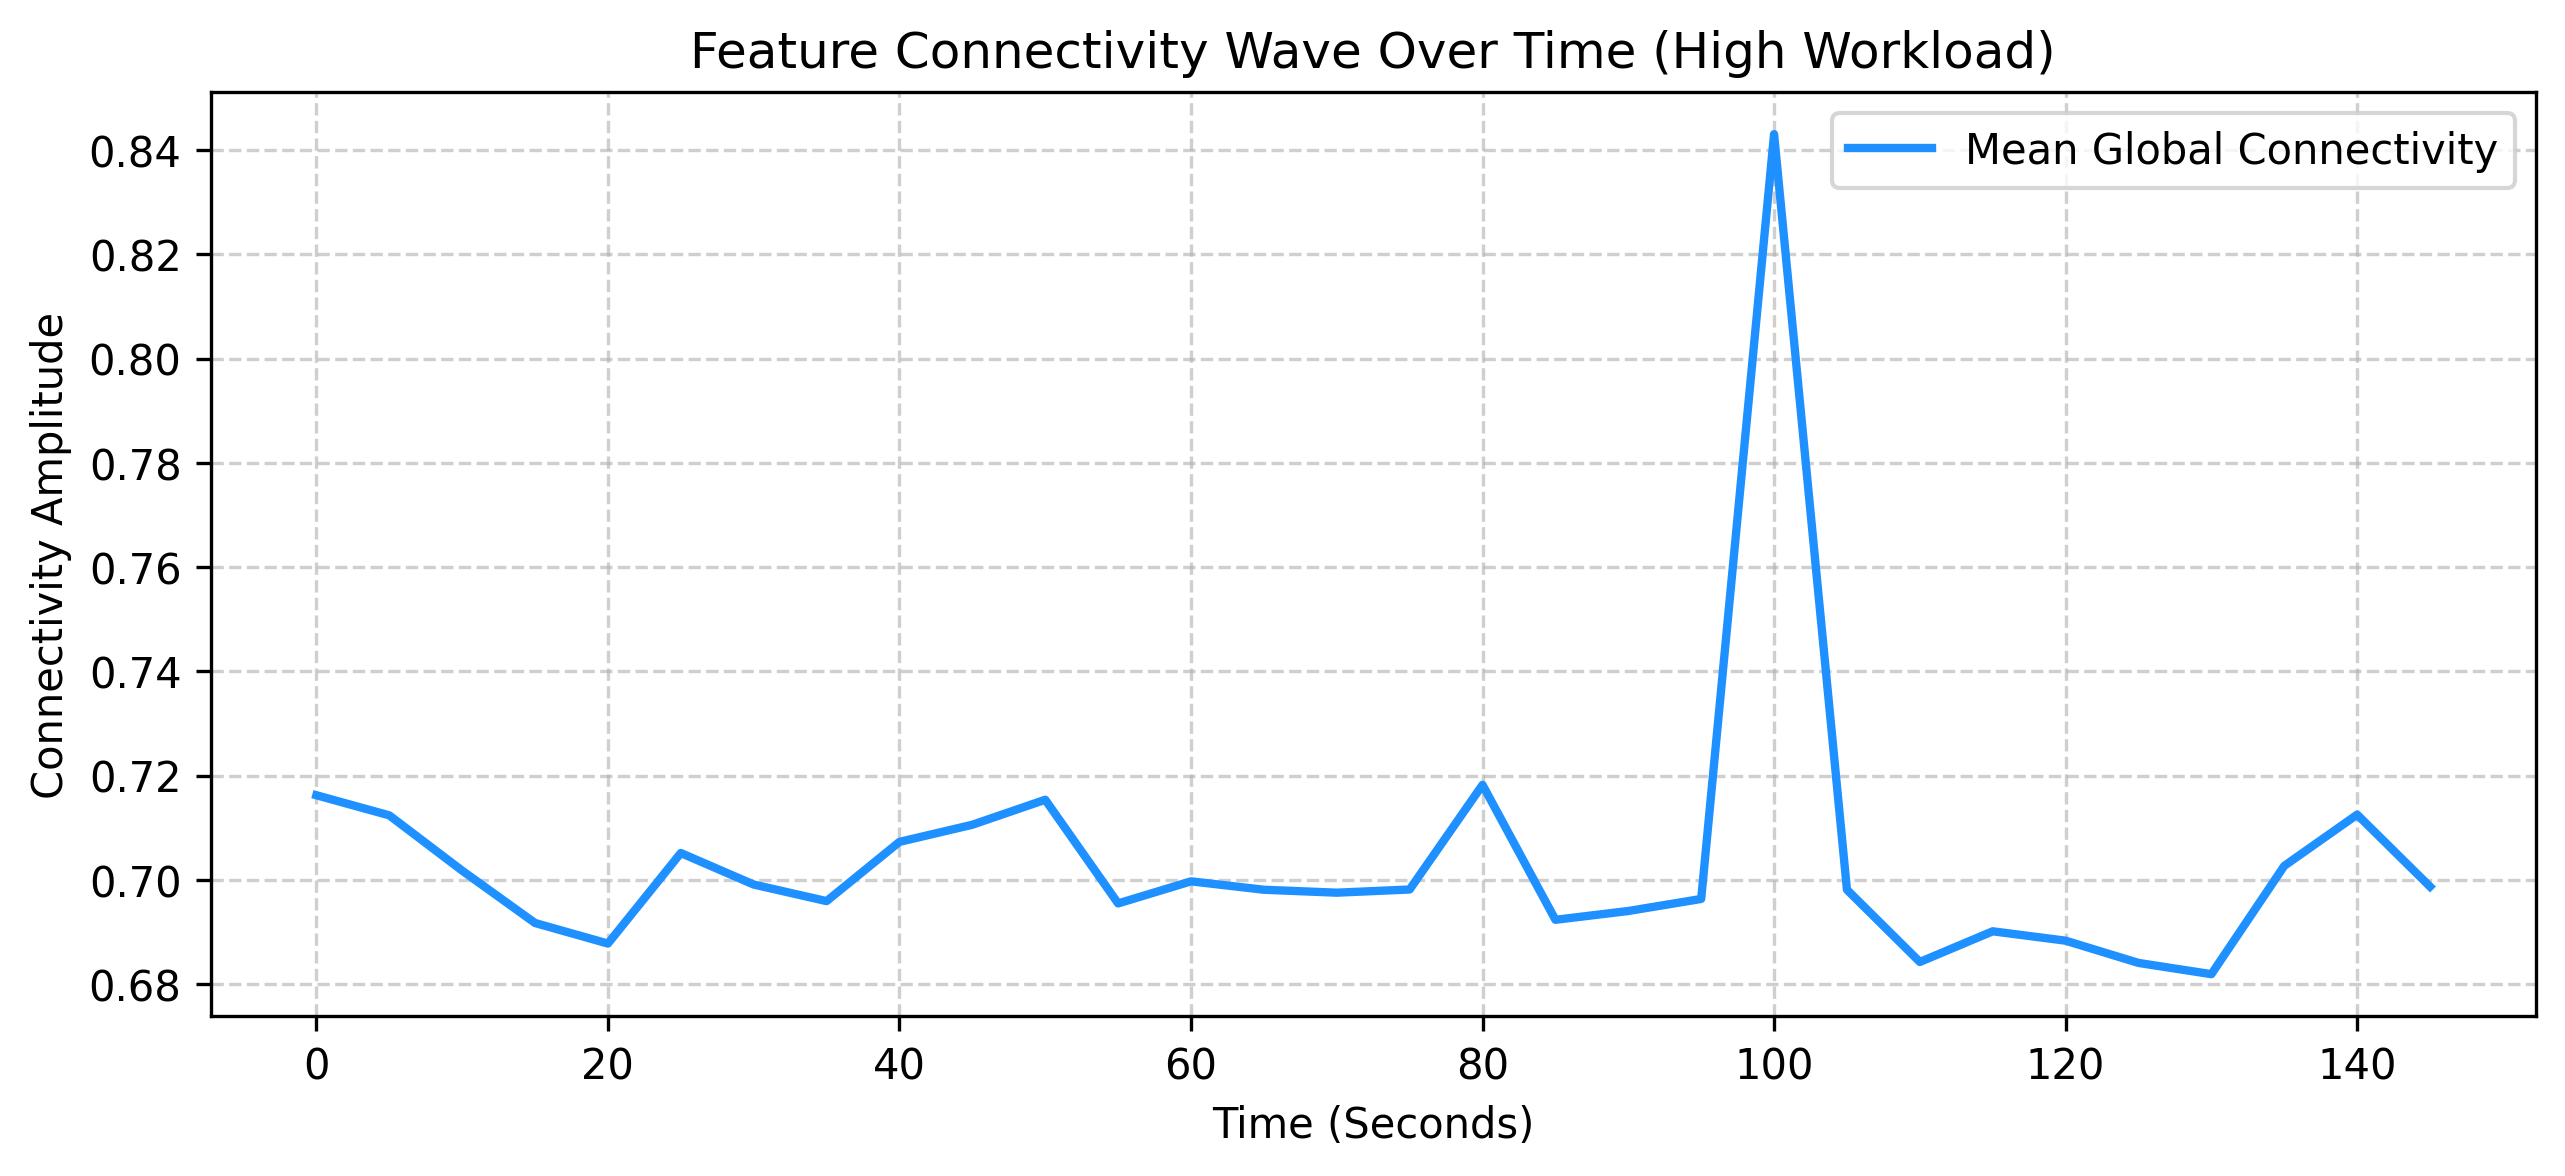 Feature Connectivity Wave Over Time (High Workload)
Mean Global Connectivity
Connectivity Amplitude
0.84
0.82
0.80
0.78
0.76
0.74
0.72
0.70
0.68
0 20 40 60 80 100 120 140
Time (Seconds)